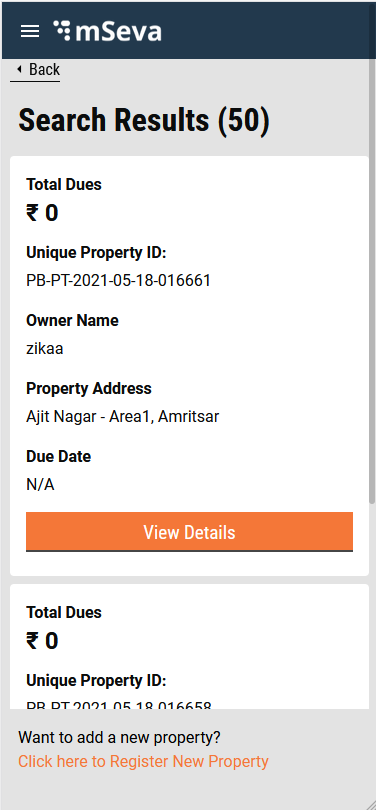 mSeva
Back
Search Results (50)
Total Dues
₹ 0
Unique Property ID:
PB-PT-2021-05-18-016661
Owner Name
zikaa
Property Address
Ajit Nagar - Area1, Amritsar
Due Date
N/A
View Details
Total Dues
₹ 0
Unique Property ID:
PB-PT-2021-05-18-016658
Want to add a new property?
Click here to Register New Property